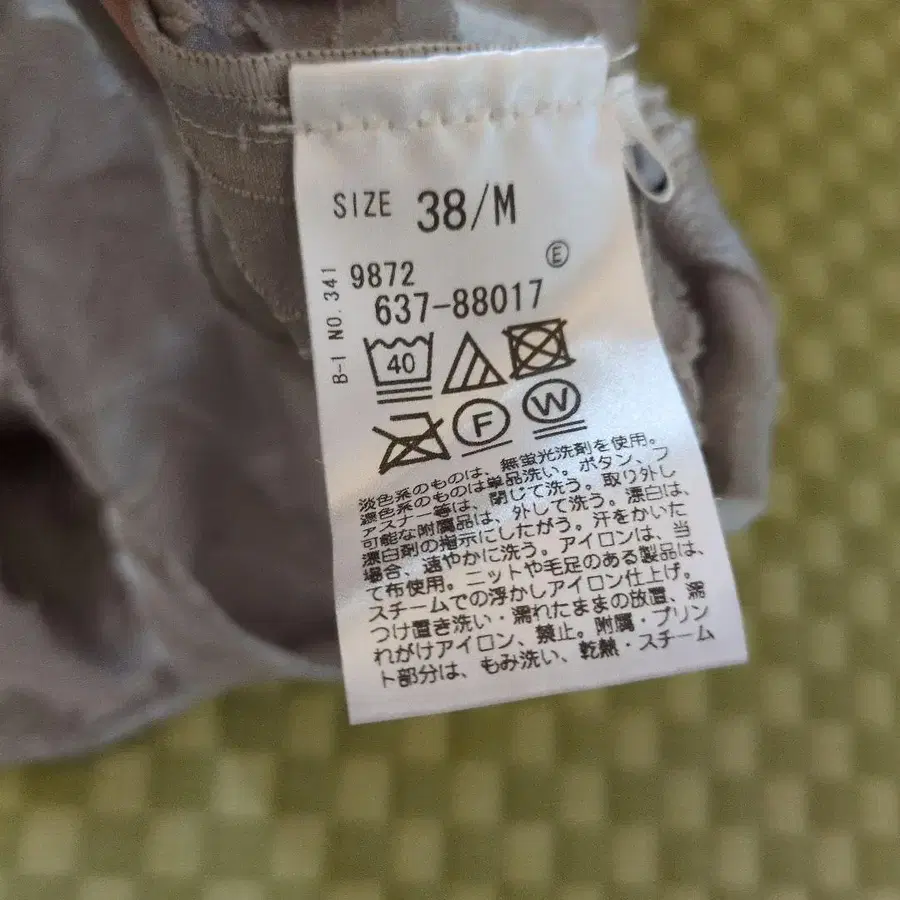 SIZE 38/M
Ⓔ
B-I NO.341
9872
637-88017
40
F
W
淡色系のものは、無蛍光洗剤を使用。
濃色系のものは単品洗い。ボタン、フ
ァスナー等は、閉じて洗う。取り外し
可能な附属品は、外して洗う。漂白は、
漂白剤の指示にしたがう。汗をかいた
場合、速やかに洗う。アイロンは、当
て布使用。ニットや毛足のある製品は、
スチームでの浮かしアイロン仕上げ。
つけ置き洗い・濡れたままの放置、濡
れがけアイロン、禁止。附属・プリン
ト部分は、もみ洗い、乾熱・スチーム